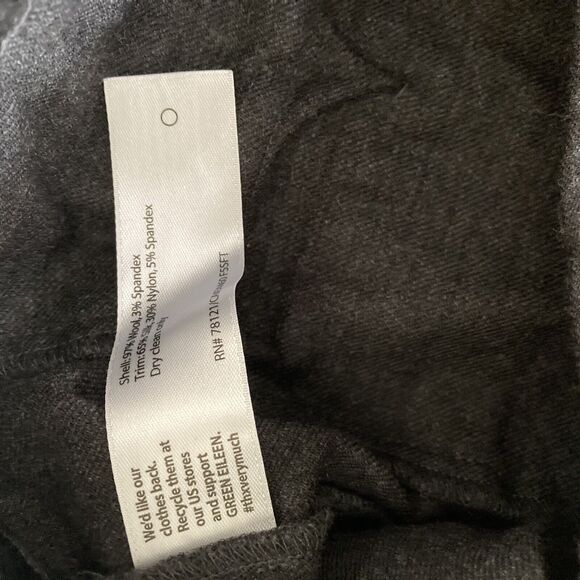 Shell: 97% Wool, 3% Spandex
Trim: 65% Silk, 30% Nylon, 5% Spandex
Dry clean only
RN# 78121/CA
We'd like our
clothes back.
Recycle them at
our US stores
and support
GREEN EILEEN.
#thxverymuch